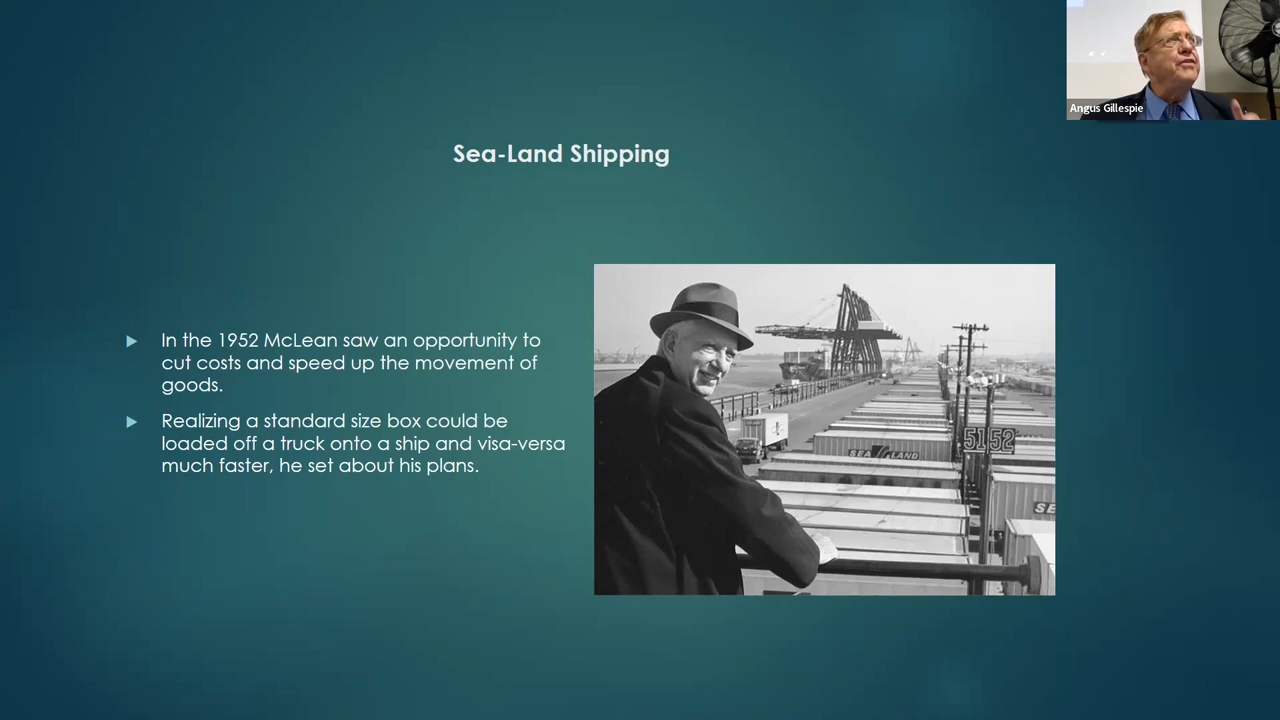 Angus Gillespie
Sea-Land Shipping
In the 1952 McLean saw an opportunity to
cut costs and speed up the movement of
goods.
Realizing a standard size box could be
loaded off a truck onto a ship and visa-versa
much faster, he set about his plans.
5152
SEA LAND
SE